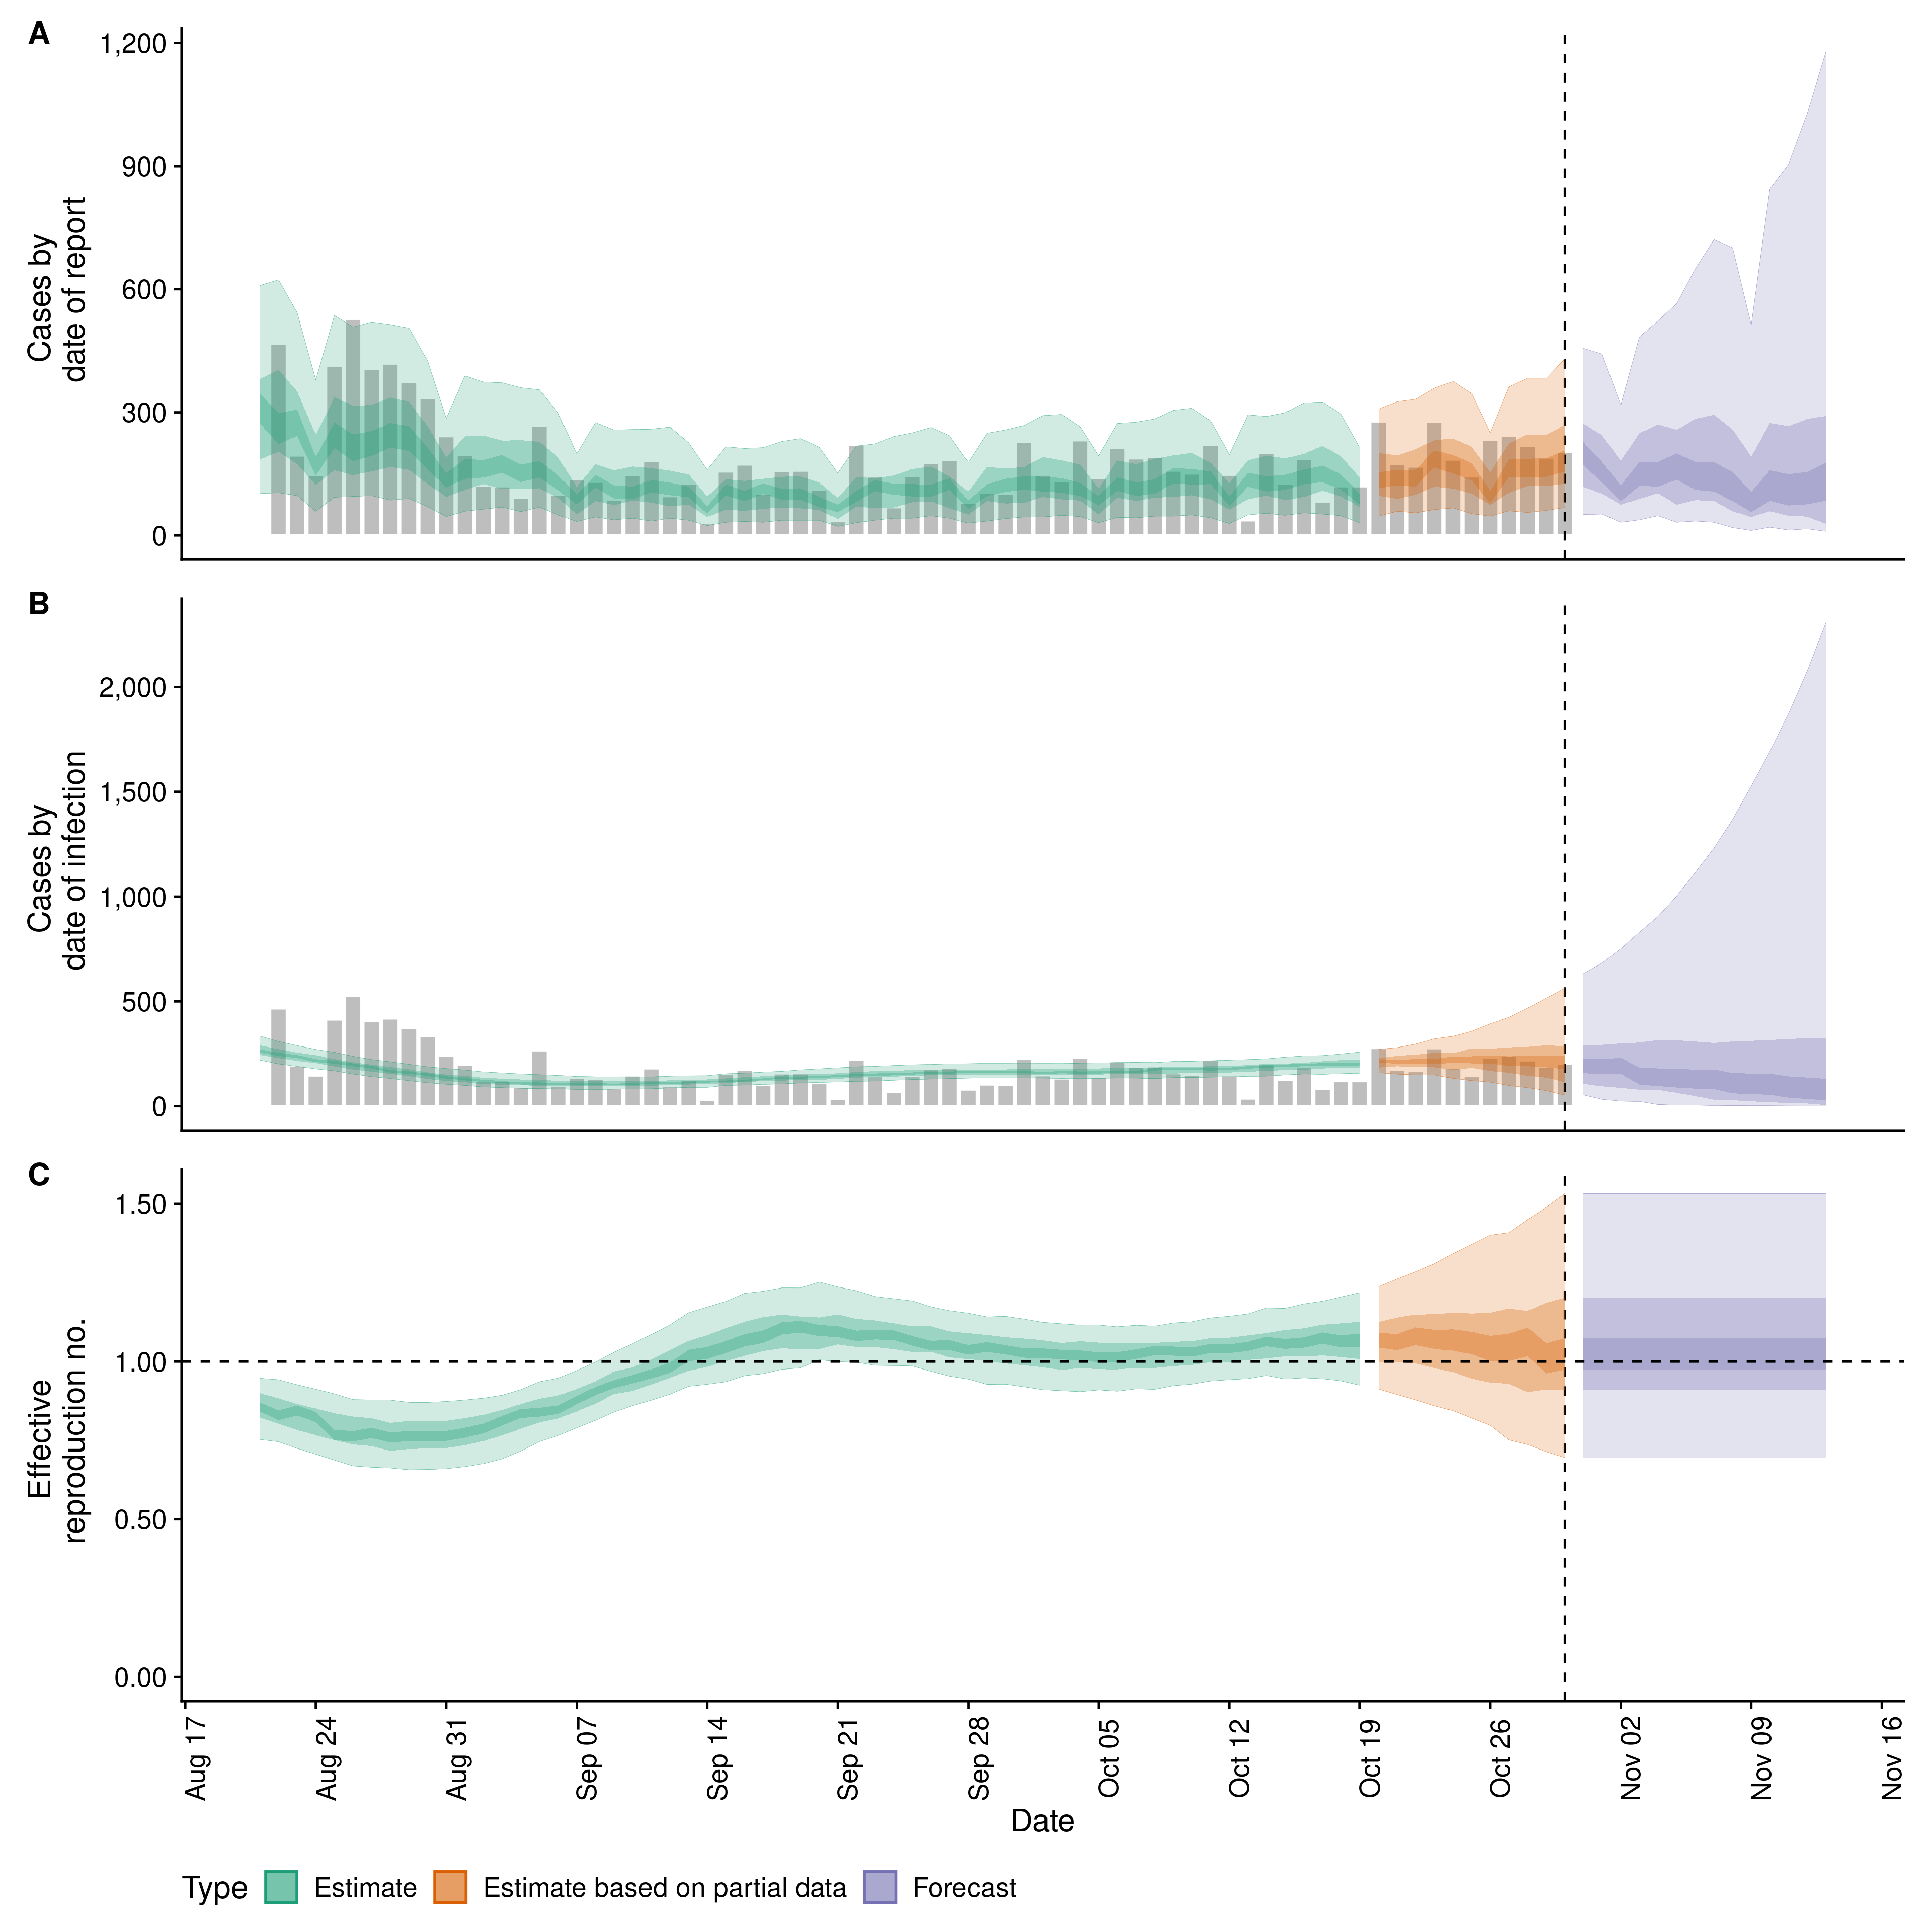 A
1,200
900
600
300
0
Cases by
date of report
B
2,000
1,500
1,000
500
0
Cases by
date of infection
C
1.50
1.00
0.50
0.00
Effective
reproduction no.
Aug 17
Aug 24
Aug 31
Sep 07
Sep 14
Sep 21
Sep 28
Oct 05
Oct 12
Oct 19
Oct 26
Nov 02
Nov 09
Nov 16
Date
Type Estimate Estimate based on partial data Forecast